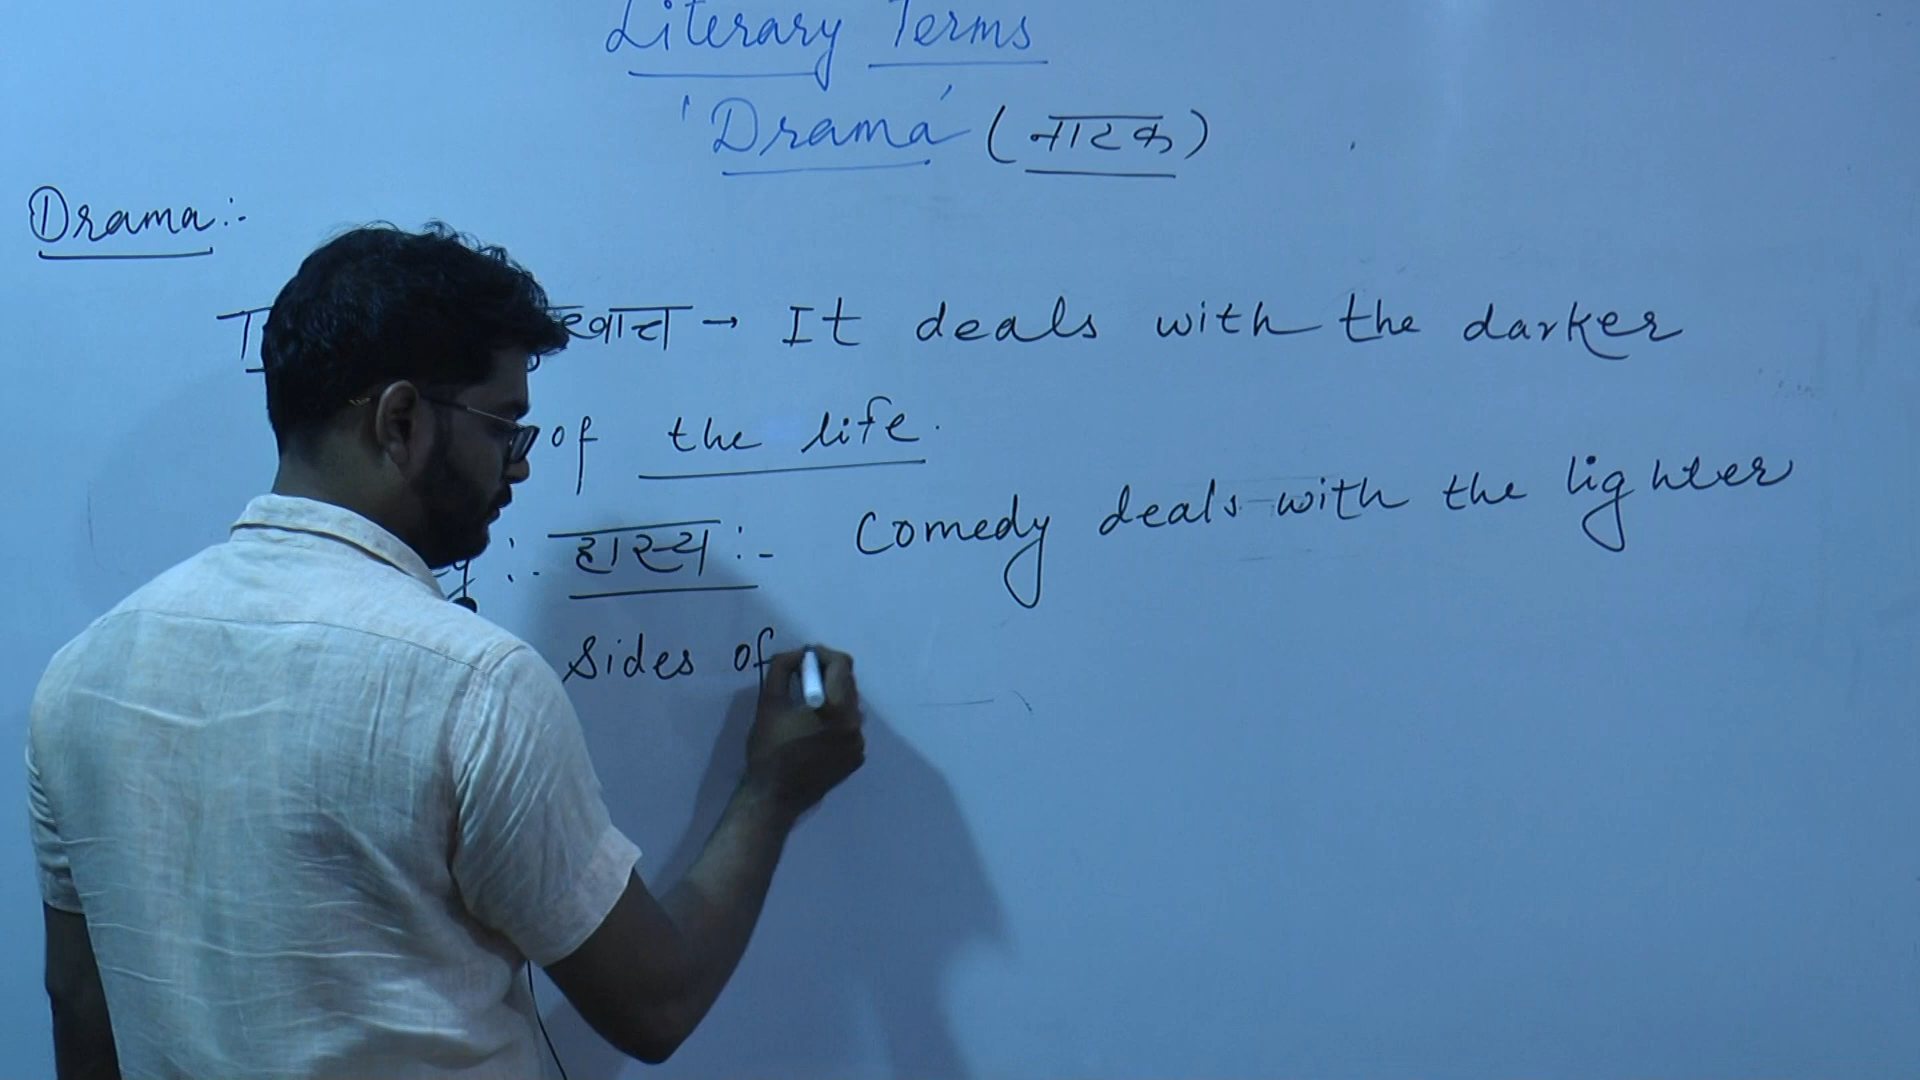 Literary Terms
'Drama' (नाटक)
Drama:-
→ It deals with the darker
of the life.
:- हास्य :- Comedy deals with the lighter
sides of